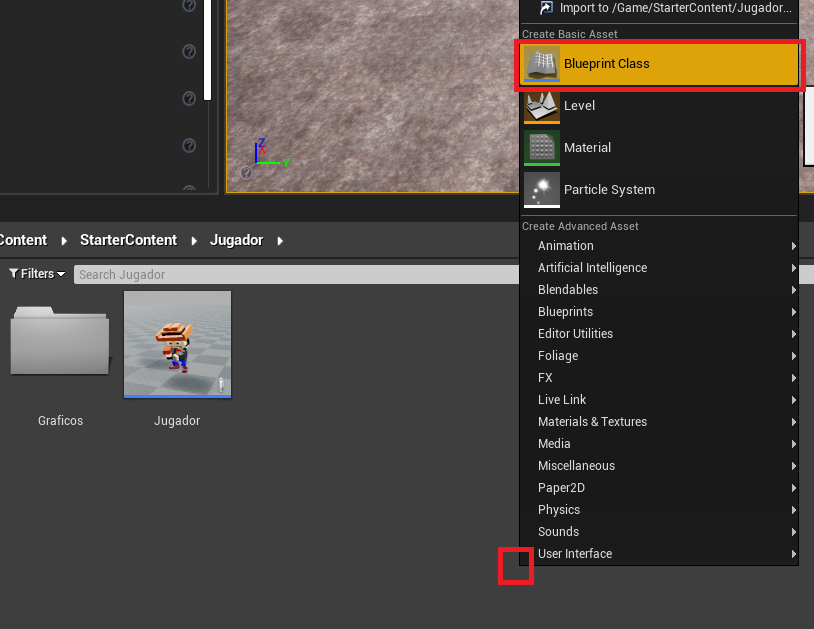 Import to /Game/StarterContent/Jugador...
Create Basic Asset
Blueprint Class
Level
Material
Particle System
Z
X
Y
Content ▸ StarterContent ▸ Jugador ▸
Create Advanced Asset
Animation
Artificial Intelligence
Blendables
Blueprints
Editor Utilities
Foliage
FX
Live Link
Materials & Textures
Media
Miscellaneous
Paper2D
Physics
Sounds
User Interface
Filters
Search Jugador
Graficos
Jugador